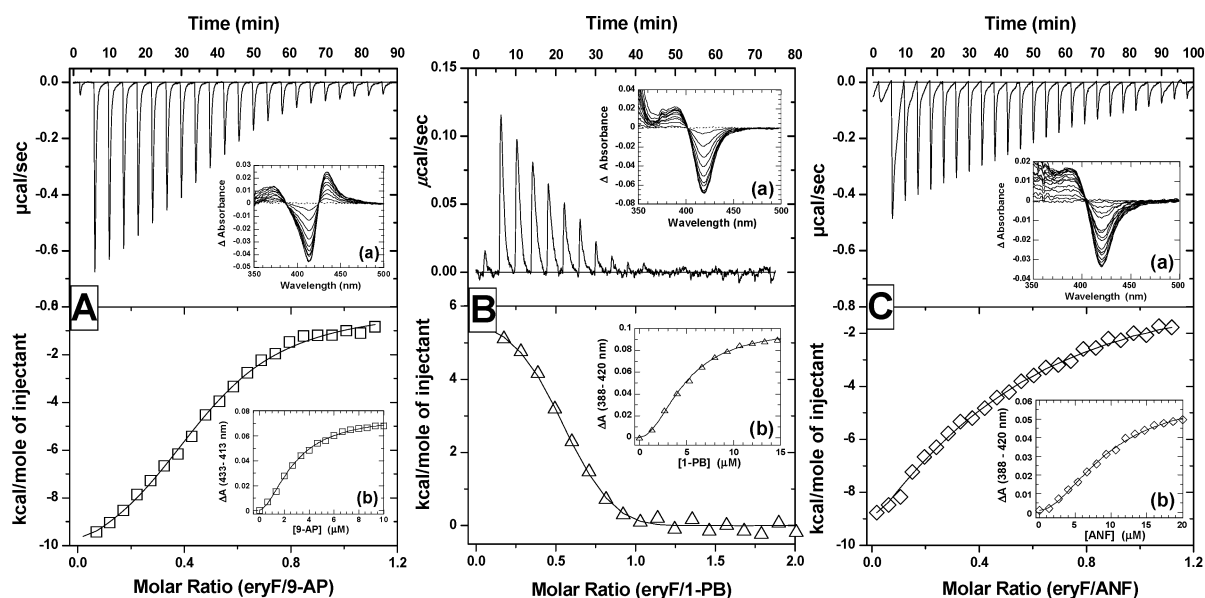 Time (min)
0 10 20 30 40 50 60 70 80 90
0.0
-0.2
-0.4
-0.6
-0.8
µcal/sec
0.03
0.02
0.01
0
-0.01
-0.02
-0.03
-0.04
-0.05
Δ Absorbance
350 400 450 500
Wavelength (nm)
(a)
A
-2
-4
-6
-8
-10
kcal/mole of injectant
0.08
0.06
0.04
0.02
0
ΔA (433- 413 nm)
0 2 4 6 8 10
[9-AP] (µM)
(b)
0.0 0.4 0.8 1.2
Molar Ratio (eryF/9-AP)
Time (min)
0 10 20 30 40 50 60 70 80
0.15
0.10
0.05
0.00
µcal/sec
0.04
0.02
0
-0.02
-0.04
-0.06
-0.08
Δ Absorbance
350 400 450 500
Wavelength (nm)
(a)
B
6
4
2
0
kcal/mole of injectant
0.1
0.08
0.06
0.04
0.02
0
ΔA (388- 420 nm)
0 5 10 15
[1-PB] (µM)
(b)
0.0 0.5 1.0 1.5 2.0
Molar Ratio (eryF/1-PB)
Time (min)
0 10 20 30 40 50 60 70 80 90 100
0.0
-0.2
-0.4
-0.6
-0.8
µcal/sec
0.02
0.01
0
-0.01
-0.02
-0.03
-0.04
Δ Absorbance
350 400 450 500
Wavelength (nm)
(a)
C
-2
-4
-6
-8
-10
kcal/mole of injectant
0.06
0.05
0.04
0.03
0.02
0.01
0
ΔA (388 - 420 nm)
0 5 10 15 20
[ANF] (µM)
(b)
0.0 0.4 0.8 1.2
Molar Ratio (eryF/ANF)